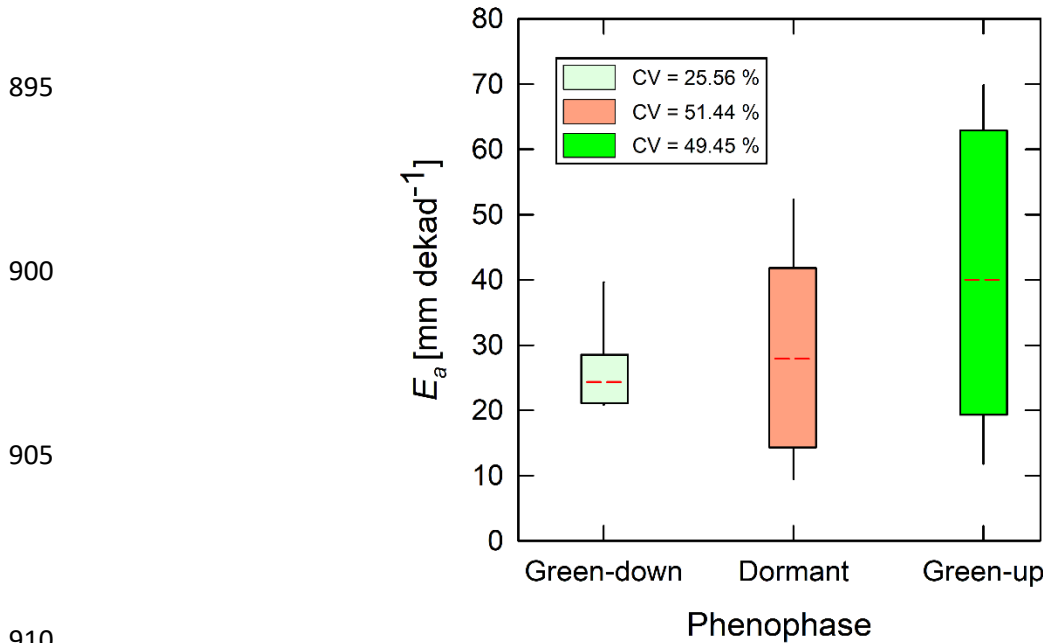 895
900
905
910
80
70
60
50
40
30
20
10
0
E_a [mm dekad⁻¹]
CV = 25.56 %
CV = 51.44 %
CV = 49.45 %
Green-down Dormant Green-up
Phenophase